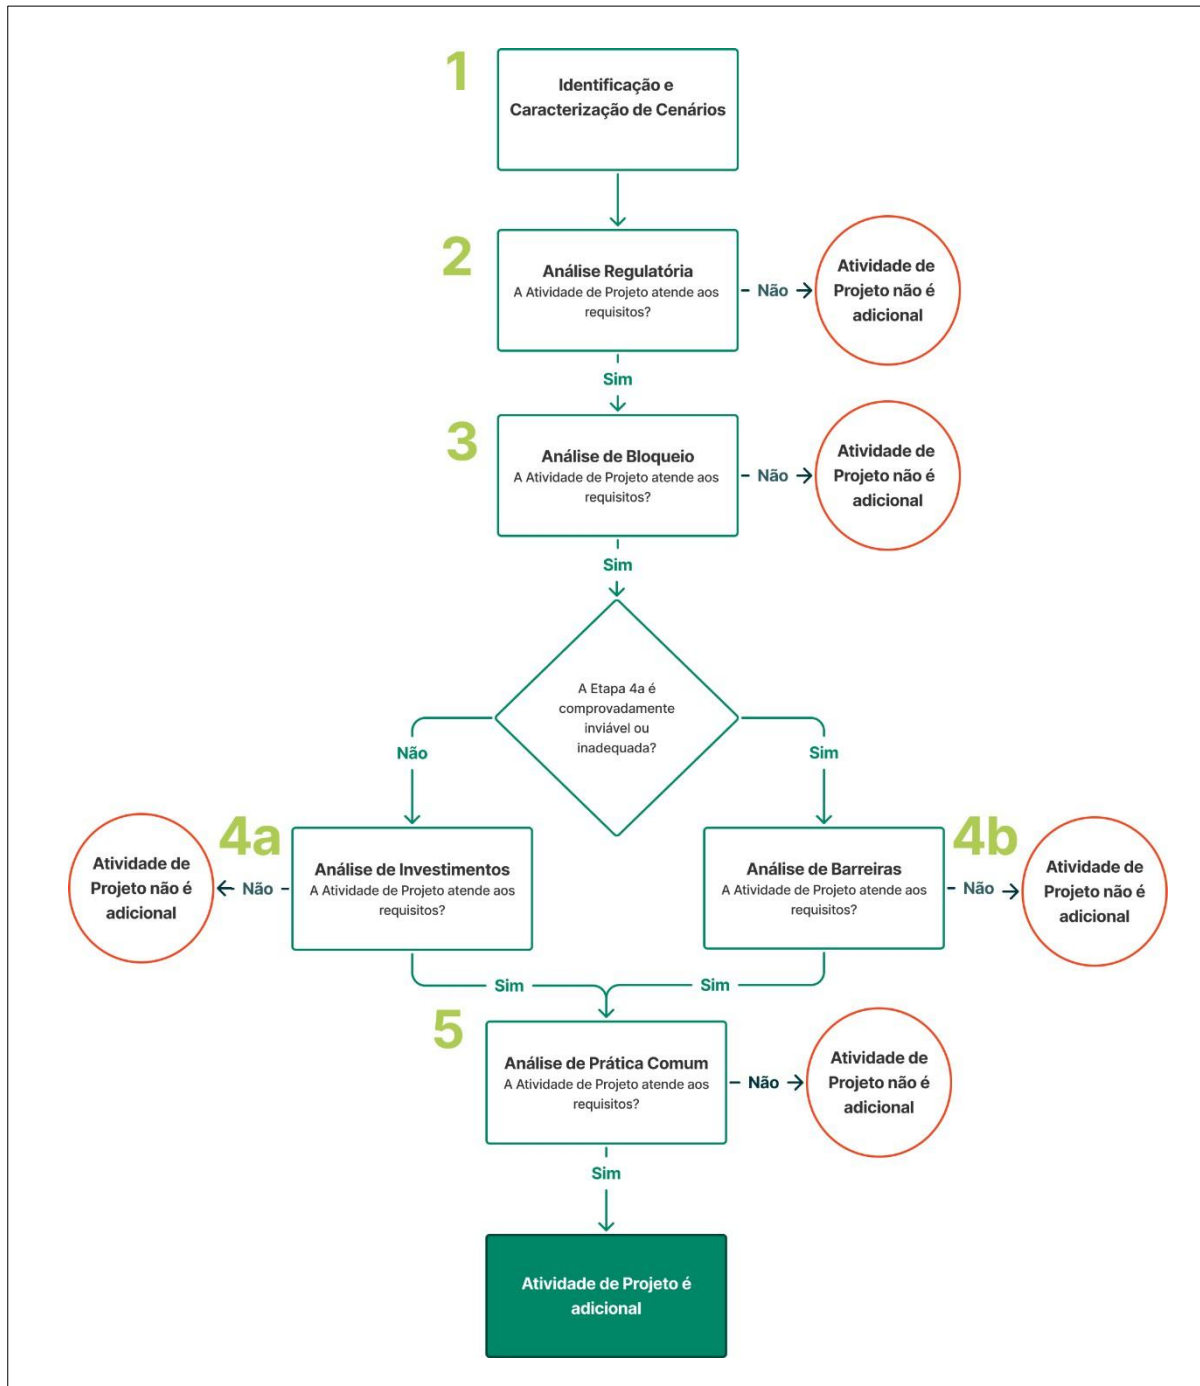 1
Identificação e
Caracterização de Cenários
2
Análise Regulatória
A Atividade de Projeto atende aos
requisitos?
Não
Atividade de
Projeto não é
adicional
Sim
3
Análise de Bloqueio
A Atividade de Projeto atende aos
requisitos?
Não
Atividade de
Projeto não é
adicional
Sim
A Etapa 4a é
comprovadamente
inviável ou
inadequada?
Não
Sim
4a
Análise de Investimentos
A Atividade de Projeto atende aos
requisitos?
Não
Atividade de
Projeto não é
adicional
4b
Análise de Barreiras
A Atividade de Projeto atende aos
requisitos?
Não
Atividade de
Projeto não é
adicional
Sim
Sim
5
Análise de Prática Comum
A Atividade de Projeto atende aos
requisitos?
Não
Atividade de
Projeto não é
adicional
Sim
Atividade de Projeto é
adicional